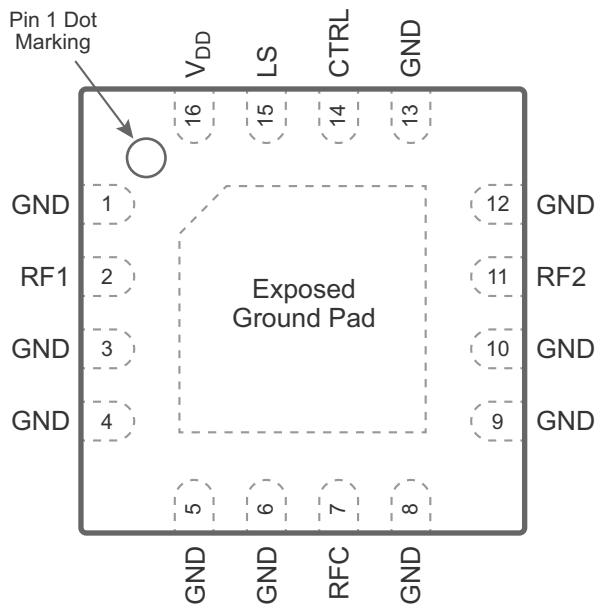 Pin 1 Dot
Marking
VDD
LS
CTRL
GND
16
15
14
13
GND 1
12 GND
RF1 2
11 RF2
Exposed
Ground Pad
GND 3
10 GND
GND 4
9 GND
5
6
7
8
GND
GND
RFC
GND